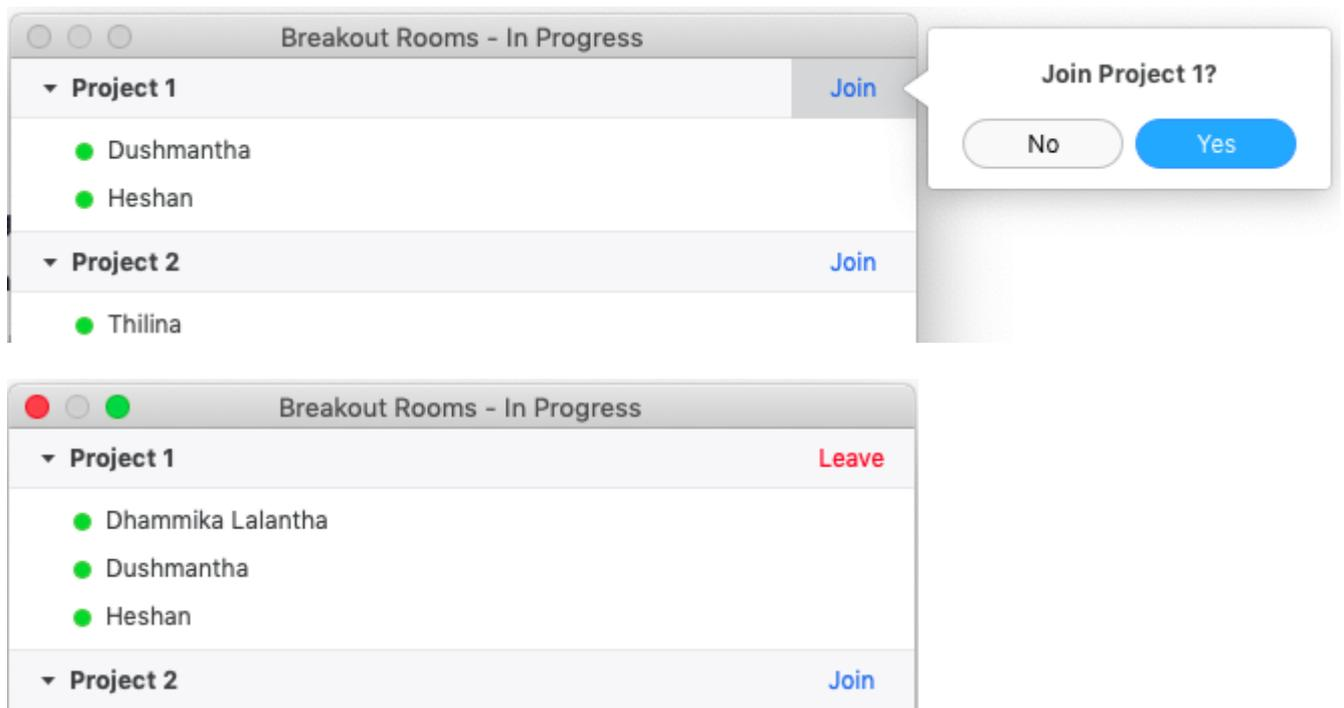 Breakout Rooms - In Progress
Project 1 Join
Join Project 1?
No Yes
Dushmantha
Heshan
Project 2 Join
Thilina
Breakout Rooms - In Progress
Project 1 Leave
Dhammika Lalantha
Dushmantha
Heshan
Project 2 Join